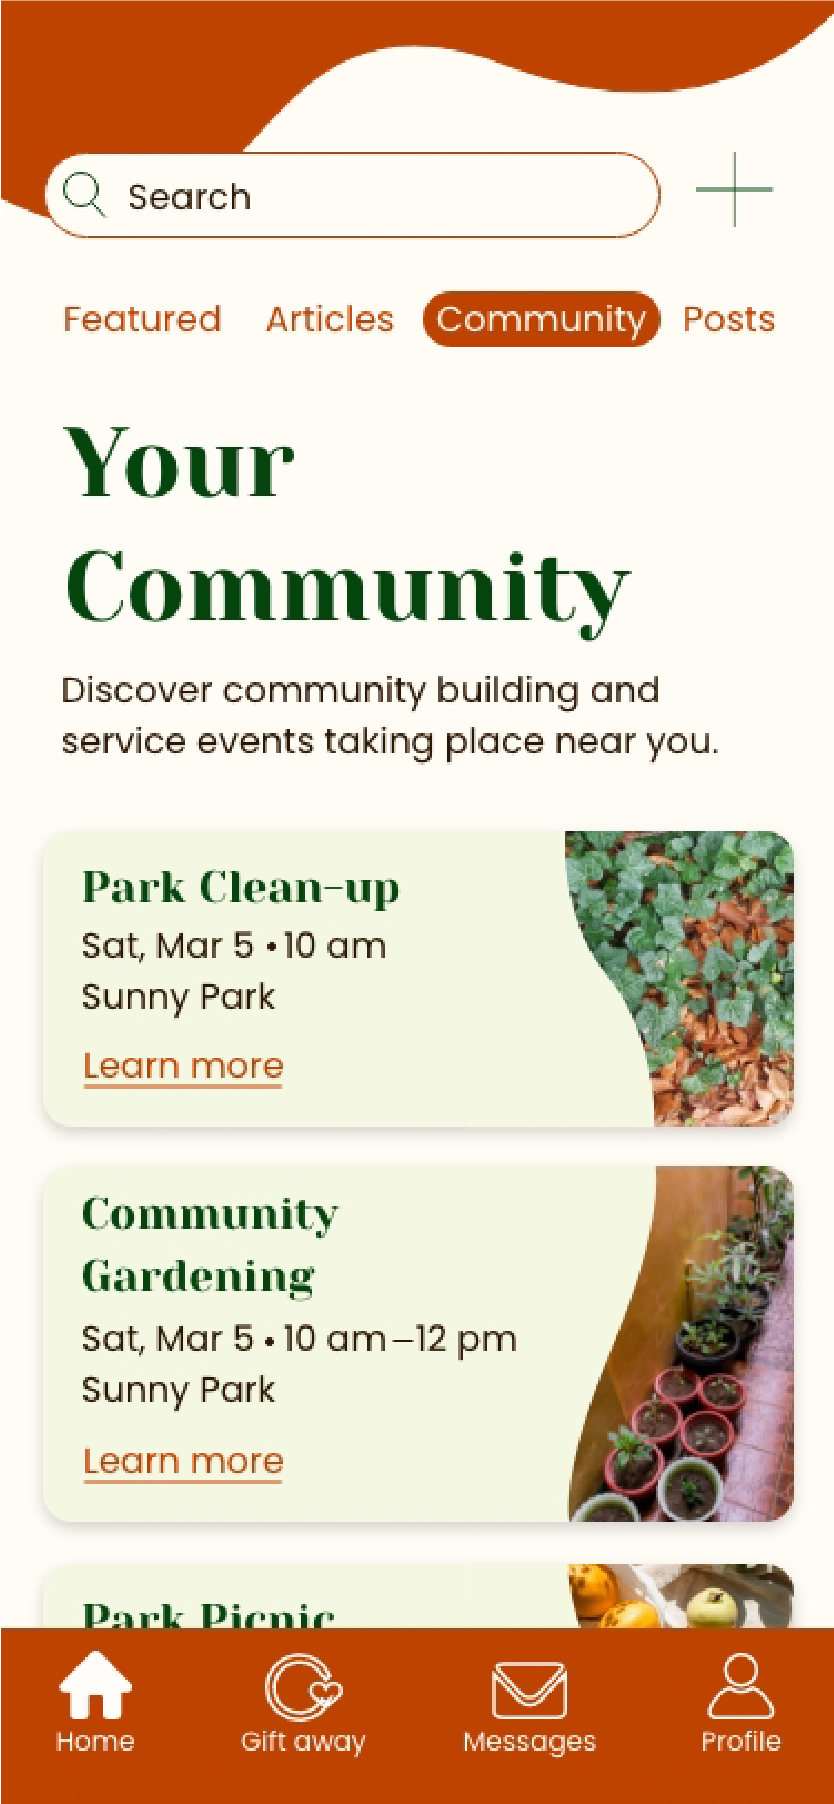 Search
Featured Articles Community Posts
Your
Community
Discover community building and
service events taking place near you.
Park Clean-up
Sat, Mar 5 • 10 am
Sunny Park
Learn more
Community
Gardening
Sat, Mar 5 • 10 am–12 pm
Sunny Park
Learn more
Park Picnic
Home Gift away Messages Profile